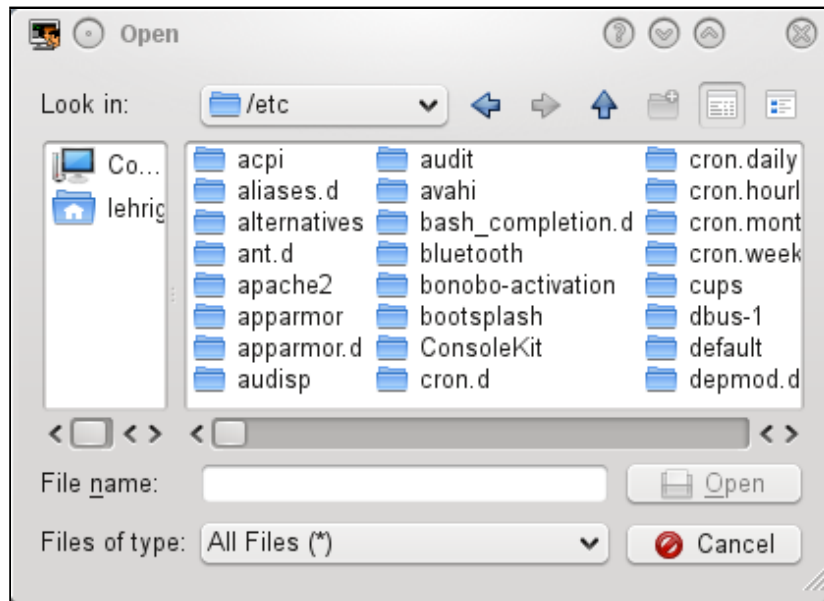 Open
Look in:
/etc
Co...
lehrig
acpi
aliases.d
alternatives
ant.d
apache2
apparmor
apparmor.d
audisp
audit
avahi
bash_completion.d
bluetooth
bonobo-activation
bootsplash
ConsoleKit
cron.d
cron.daily
cron.hourl
cron.mont
cron.week
cups
dbus-1
default
depmod.d
File name:
Open
Files of type:
All Files (*)
Cancel